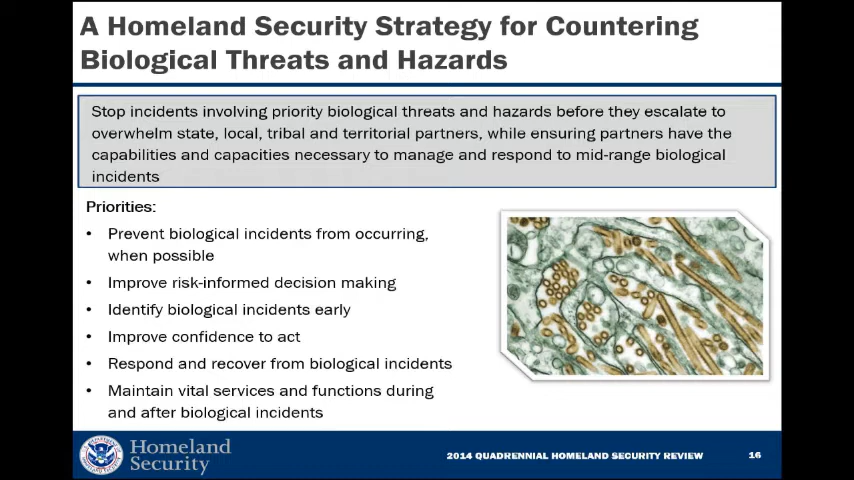 A Homeland Security Strategy for Countering
Biological Threats and Hazards
Stop incidents involving priority biological threats and hazards before they escalate to
overwhelm state, local, tribal and territorial partners, while ensuring partners have the
capabilities and capacities necessary to manage and respond to mid-range biological
incidents
Priorities:
• Prevent biological incidents from occurring,
when possible
• Improve risk-informed decision making
• Identify biological incidents early
• Improve confidence to act
• Respond and recover from biological incidents
• Maintain vital services and functions during
and after biological incidents
Homeland
Security
2014 QUADRENNIAL HOMELAND SECURITY REVIEW 16